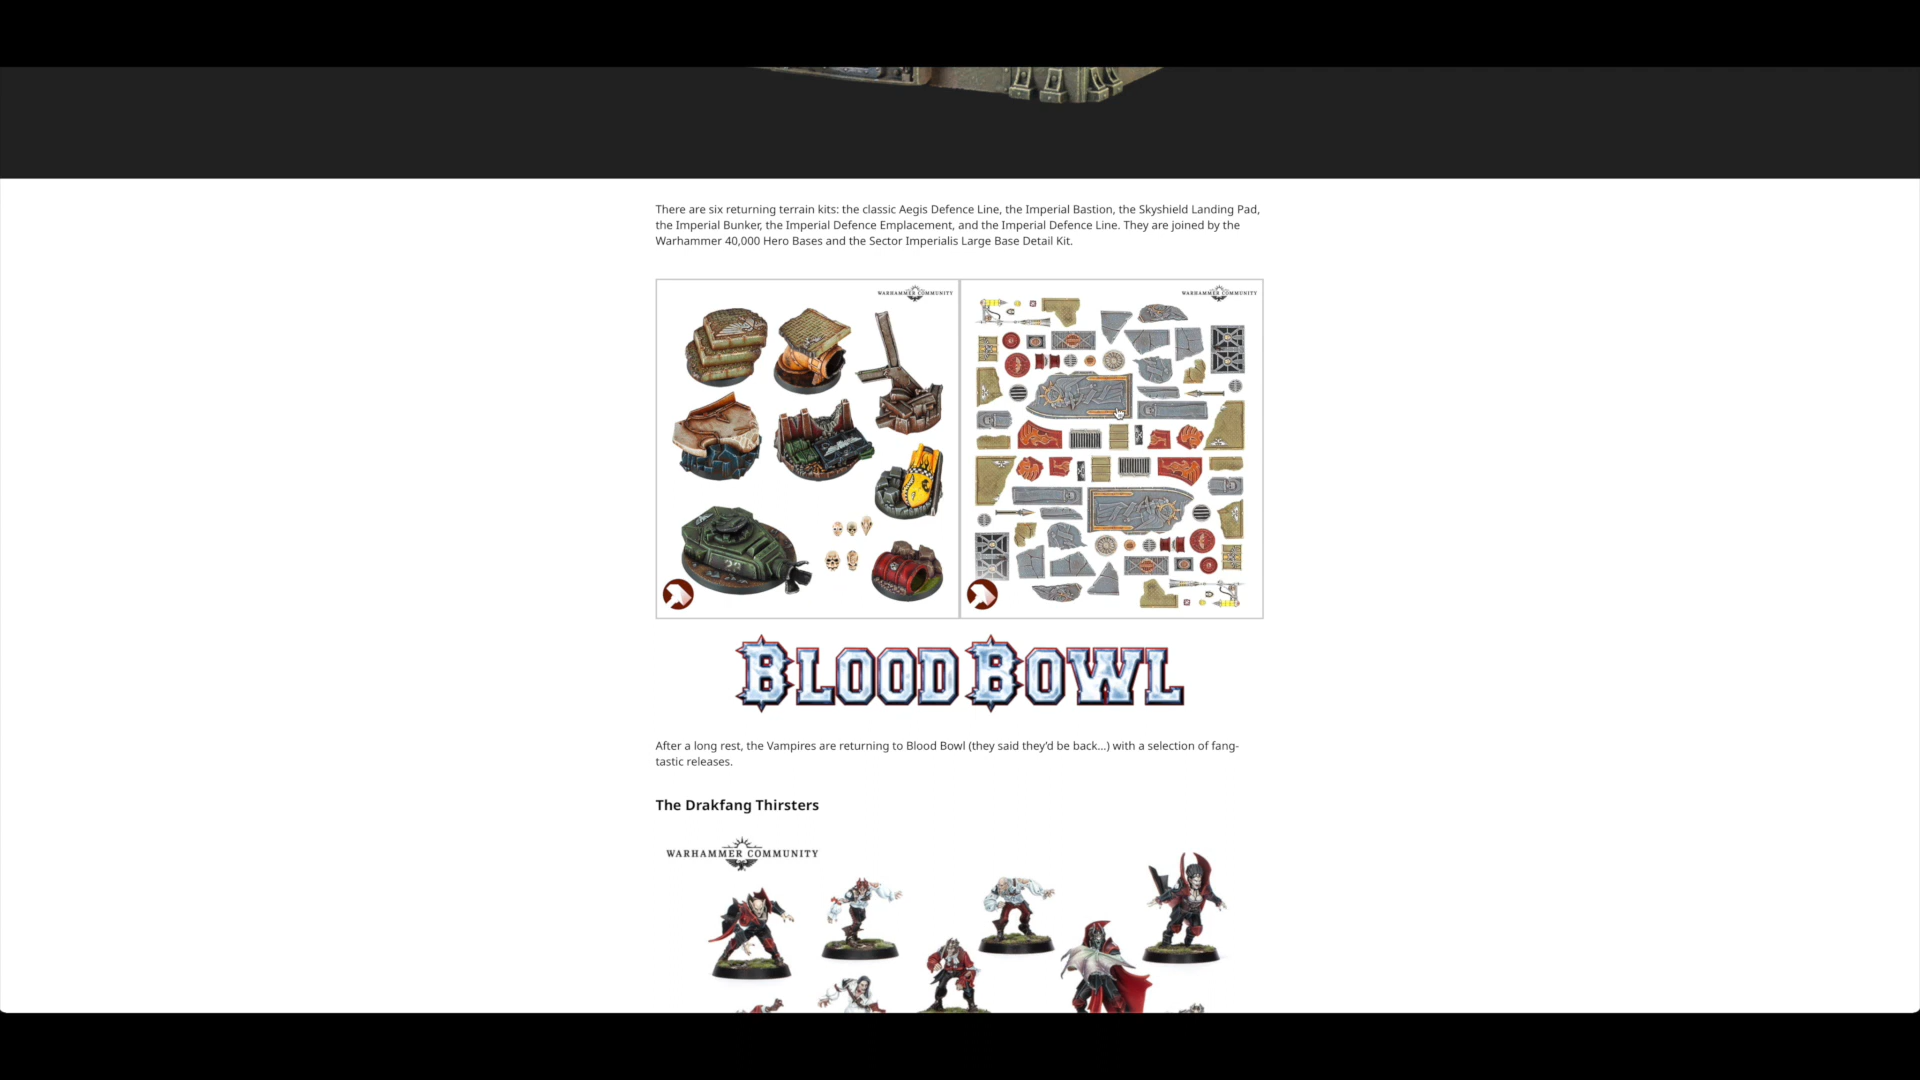 There are six returning terrain kits: the classic Aegis Defence Line, the Imperial Bastion, the Skyshield Landing Pad,
the Imperial Bunker, the Imperial Defence Emplacement, and the Imperial Defence Line. They are joined by the
Warhammer 40,000 Hero Bases and the Sector Imperialis Large Base Detail Kit.
WARHAMMER COMMUNITY
WARHAMMER COMMUNITY
BLOOD BOWL
After a long rest, the Vampires are returning to Blood Bowl (they said they'd be back...) with a selection of fang-
tastic releases.
The Drakfang Thirsters
WARHAMMER COMMUNITY